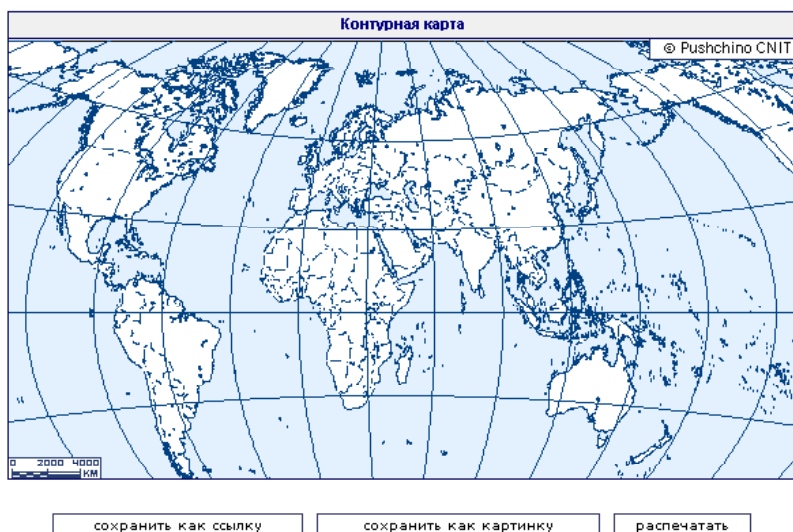 Контурная карта
© Pushchino CNIT
0 2000 4000
КМ
сохранить как ссылку
сохранить как картинку
распечатать